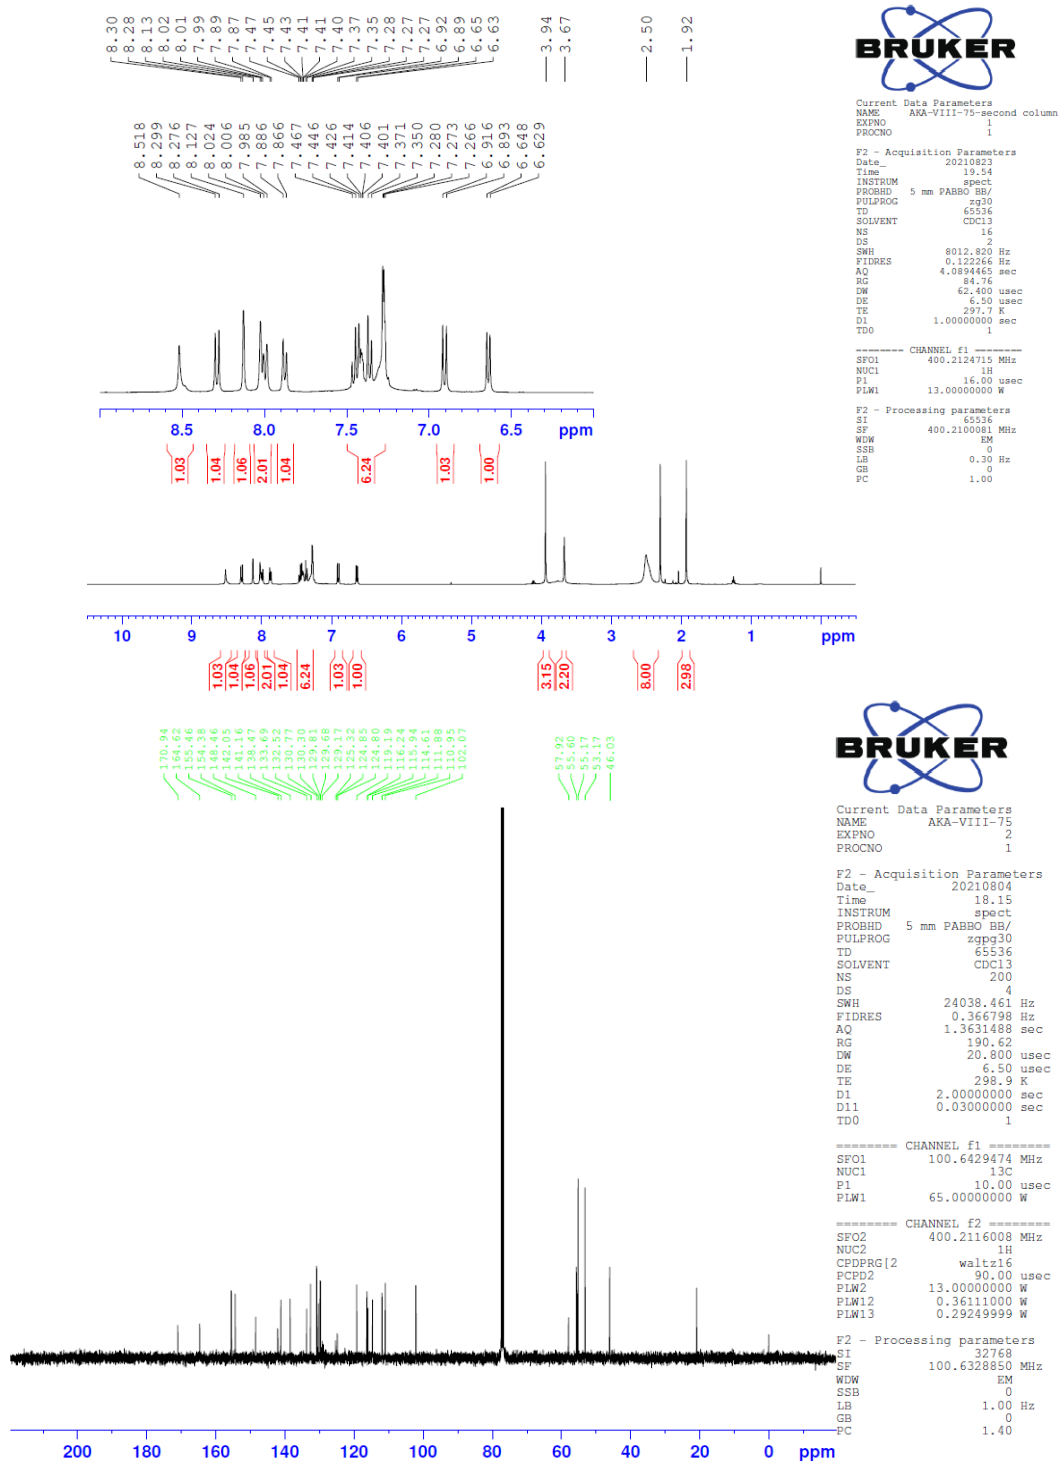 8.30
8.28
8.13
8.02
8.01
7.99
7.89
7.87
7.47
7.45
7.43
7.41
7.41
7.40
7.37
7.35
7.28
7.27
7.27
6.92
6.89
6.65
6.63
3.94
3.67
2.50
1.92
8.518
8.299
8.276
8.127
8.024
8.006
7.985
7.886
7.866
7.467
7.446
7.426
7.414
7.406
7.401
7.371
7.350
7.280
7.273
7.266
6.916
6.893
6.648
6.629
BRUKER
Current Data Parameters
NAME AKA-VIII-75-second column
EXPNO 1
PROCNO 1
F2 - Acquisition Parameters
Date_ 20210823
Time 19.54
INSTRUM spect
PROBHD 5 mm PABBO BB/
PULPROG zg30
TD 65536
SOLVENT CDCl3
NS 16
DS 2
SWH 8012.820 Hz
FIDRES 0.122266 Hz
AQ 4.0894465 sec
RG 84.76
DW 62.400 usec
DE 6.50 usec
TE 297.7 K
D1 1.00000000 sec
TD0 1
======== CHANNEL f1 ========
SFO1 400.2124715 MHz
NUC1 1H
P1 16.00 usec
PLW1 13.00000000 W
F2 - Processing parameters
SI 65536
SF 400.2100081 MHz
WDW EM
SSB 0
LB 0.30 Hz
GB 0
PC 1.00
8.5 8.0 7.5 7.0 6.5 ppm
1.03 1.04 1.06 2.01 1.04 6.24 1.03 1.00
10 9 8 7 6 5 4 3 2 1 ppm
1.03 1.04 1.06 2.01 1.04 6.24 1.03 1.00 3.15 2.20 8.00 2.98
170.94
164.62
155.46
154.38
148.46
142.05
141.16
138.47
133.69
132.52
130.77
130.30
129.81
129.68
129.17
125.32
124.85
124.80
119.19
116.24
115.94
114.61
111.88
110.95
102.07
57.92
55.60
55.17
53.17
46.03
BRUKER
Current Data Parameters
NAME AKA-VIII-75
EXPNO 2
PROCNO 1
F2 - Acquisition Parameters
Date_ 20210804
Time 18.15
INSTRUM spect
PROBHD 5 mm PABBO BB/
PULPROG zgpg30
TD 65536
SOLVENT CDCl3
NS 200
DS 4
SWH 24038.461 Hz
FIDRES 0.366798 Hz
AQ 1.3631488 sec
RG 190.62
DW 20.800 usec
DE 6.50 usec
TE 298.9 K
D1 2.00000000 sec
D11 0.03000000 sec
TD0 1
======== CHANNEL f1 ========
SFO1 100.6429474 MHz
NUC1 13C
P1 10.00 usec
PLW1 65.00000000 W
======== CHANNEL f2 ========
SFO2 400.2116008 MHz
NUC2 1H
CPDPRG[2 waltz16
PCPD2 90.00 usec
PLW2 13.00000000 W
PLW12 0.36111000 W
PLW13 0.29249999 W
F2 - Processing parameters
SI 32768
SF 100.6328850 MHz
WDW EM
SSB 0
LB 1.00 Hz
GB 0
PC 1.40
200 180 160 140 120 100 80 60 40 20 0 ppm